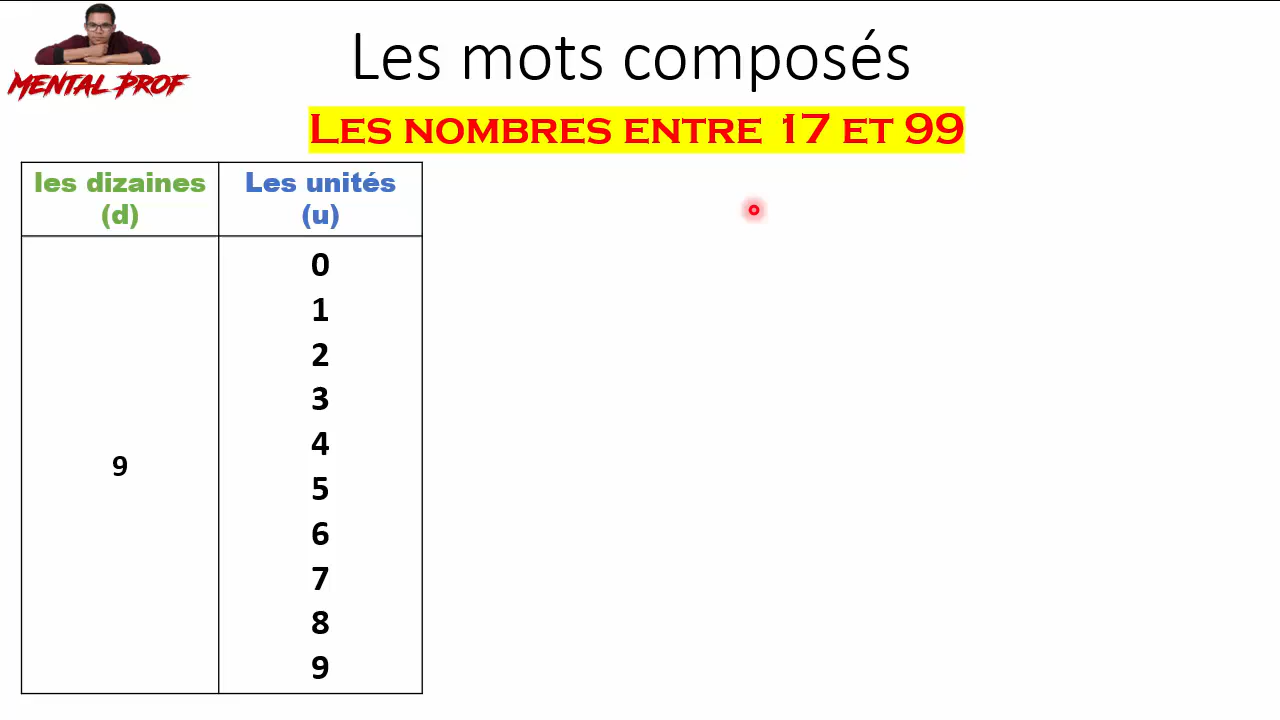 MENTAL PROF
Les mots composés
LES NOMBRES ENTRE 17 ET 99
les dizaines
(d)
Les unités
(u)
9
0
1
2
3
4
5
6
7
8
9